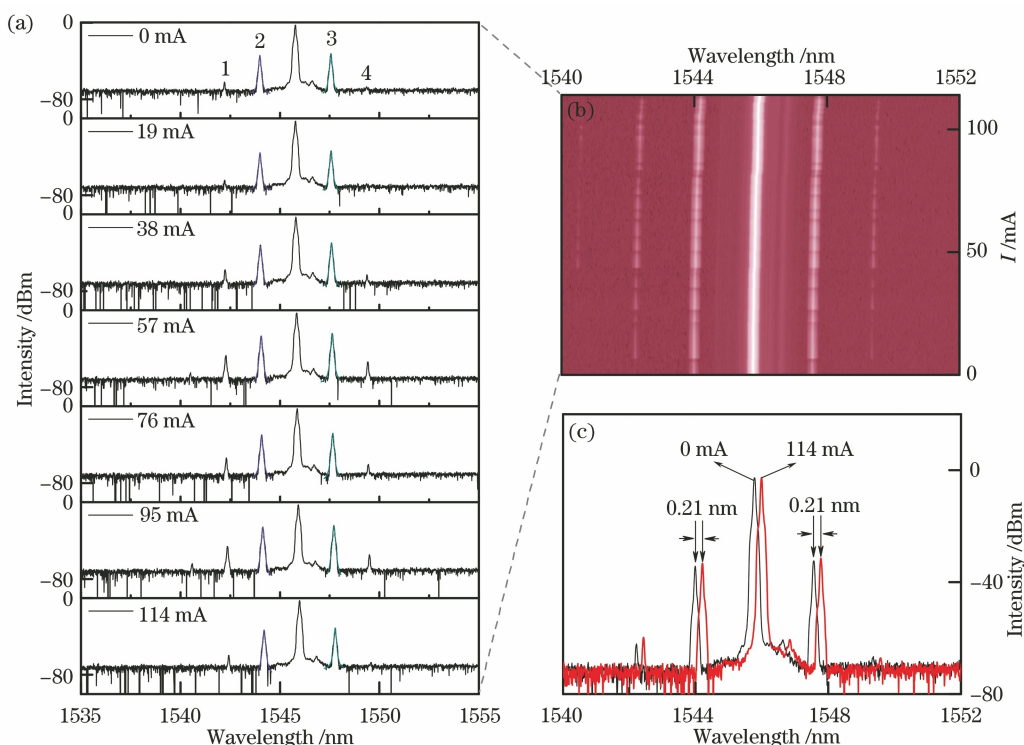 (a)
0
0 mA
1
2
3
4
−80
0
19 mA
−80
0
38 mA
−80
0
57 mA
−80
0
76 mA
−80
0
95 mA
−80
0
114 mA
−80
Intensity /dBm
1535 1540 1545 1550 1555
Wavelength /nm
Wavelength /nm
1540 1544 1548 1552
(b)
100
50
0
I /mA
(c)
0 mA 114 mA
0.21 nm 0.21 nm
0
−40
−80
Intensity /dBm
1540 1544 1548 1552
Wavelength /nm